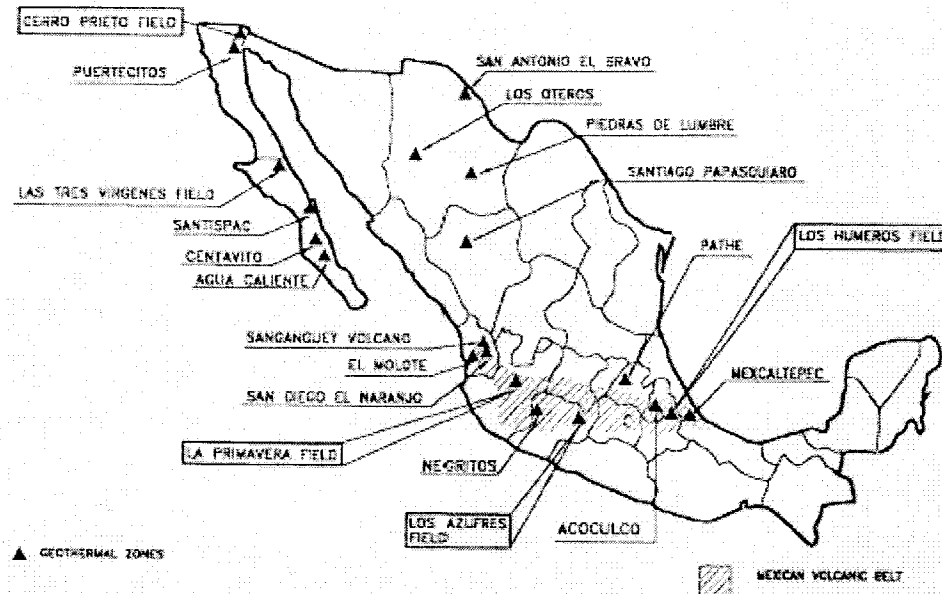 CERRO PRIETO FIELD
PUERTECITOS
SAN ANTONIO EL BRAVO
LOS OTEROS
PIEDRAS DE LUMBRE
SANTIAGO PAPASQUIARO
LAS TRES VIRGENES FIELD
SANTISPAC
CENTAVITO
AGUA CALIENTE
LOS HUMEROS FIELD
PATHE
SANGANGUEY VOLCANO
EL MOLOTE
SAN DIEGO EL NARANJO
MEXCALTEPEC
LA PRIMAVERA FIELD
NEGRITOS
LOS AZUFRES
FIELD
ACOCULCO
GEOTHERMAL ZONES
MEXICAN VOLCANIC BELT